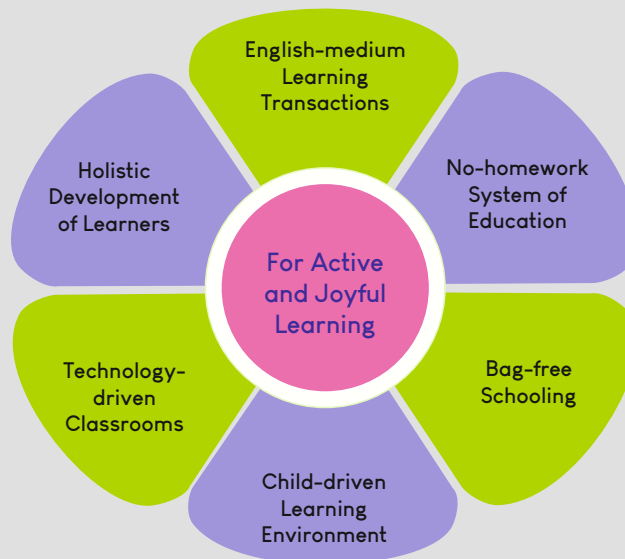 English-medium
Learning
Transactions
No-homework
System of
Education
Bag-free
Schooling
Child-driven
Learning
Environment
Technology-
driven
Classrooms
Holistic
Development
of Learners
For Active
and Joyful
Learning